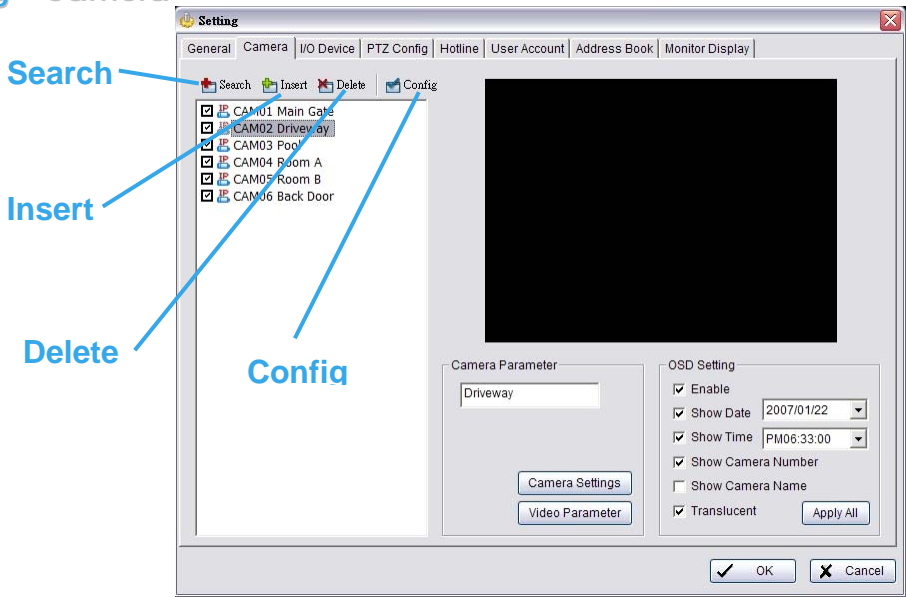 Camera
Setting
General Camera I/O Device PTZ Config Hotline User Account Address Book Monitor Display
Search
Search Insert Delete Config
CAM01 Main Gate
CAM02 Driveway
CAM03 Pool
CAM04 Room A
CAM05 Room B
CAM06 Back Door
Insert
Delete
Config
Camera Parameter
Driveway
Camera Settings
Video Parameter
OSD Setting
Enable
Show Date 2007/01/22
Show Time PM06:33:00
Show Camera Number
Show Camera Name
Translucent Apply All
OK Cancel